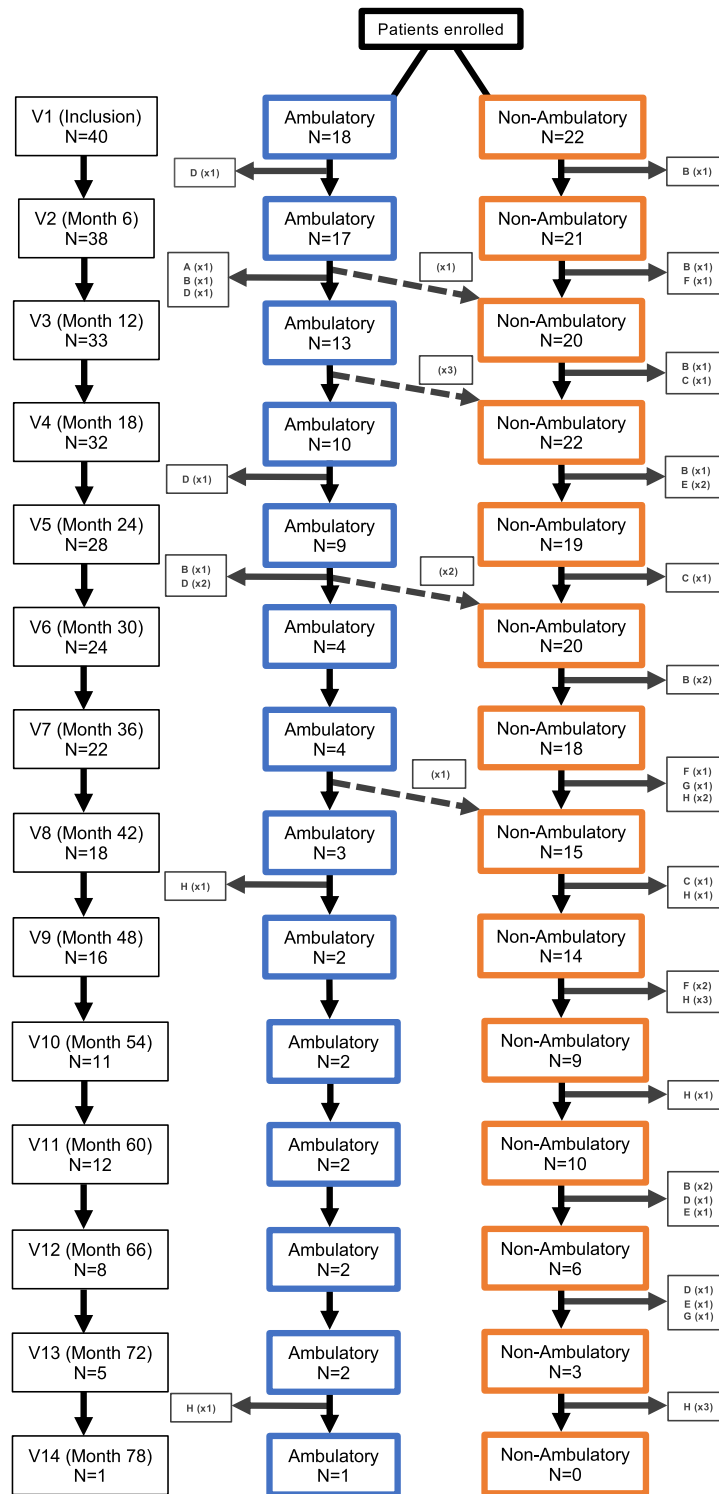 Patients enrolled
V1 (Inclusion)
N=40
Ambulatory
N=18
Non-Ambulatory
N=22
D (x1)
B (x1)
V2 (Month 6)
N=38
Ambulatory
N=17
Non-Ambulatory
N=21
A (x1)
B (x1)
D (x1)
(x1)
B (x1)
F (x1)
V3 (Month 12)
N=33
Ambulatory
N=13
Non-Ambulatory
N=20
(x3)
B (x1)
C (x1)
V4 (Month 18)
N=32
Ambulatory
N=10
Non-Ambulatory
N=22
D (x1)
B (x1)
E (x2)
V5 (Month 24)
N=28
Ambulatory
N=9
Non-Ambulatory
N=19
B (x1)
D (x2)
(x2)
C (x1)
V6 (Month 30)
N=24
Ambulatory
N=4
Non-Ambulatory
N=20
B (x2)
V7 (Month 36)
N=22
Ambulatory
N=4
Non-Ambulatory
N=18
(x1)
F (x1)
G (x1)
H (x2)
V8 (Month 42)
N=18
Ambulatory
N=3
Non-Ambulatory
N=15
H (x1)
C (x1)
H (x1)
V9 (Month 48)
N=16
Ambulatory
N=2
Non-Ambulatory
N=14
F (x2)
H (x3)
V10 (Month 54)
N=11
Ambulatory
N=2
Non-Ambulatory
N=9
H (x1)
V11 (Month 60)
N=12
Ambulatory
N=2
Non-Ambulatory
N=10
B (x2)
D (x1)
E (x1)
V12 (Month 66)
N=8
Ambulatory
N=2
Non-Ambulatory
N=6
D (x1)
E (x1)
G (x1)
V13 (Month 72)
N=5
Ambulatory
N=2
Non-Ambulatory
N=3
H (x1)
H (x3)
V14 (Month 78)
N=1
Ambulatory
N=1
Non-Ambulatory
N=0